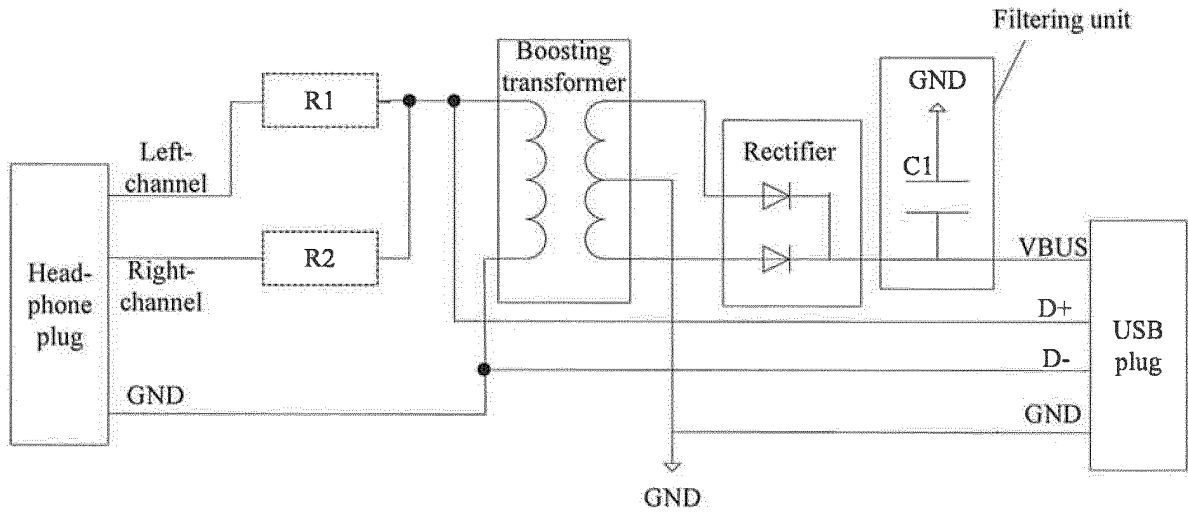 Filtering unit
Boosting
transformer
GND
R1
Rectifier
C1
Left-
channel
R2
VBUS
Head-
phone
plug
Right-
channel
D+
USB
plug
D-
GND
GND
GND